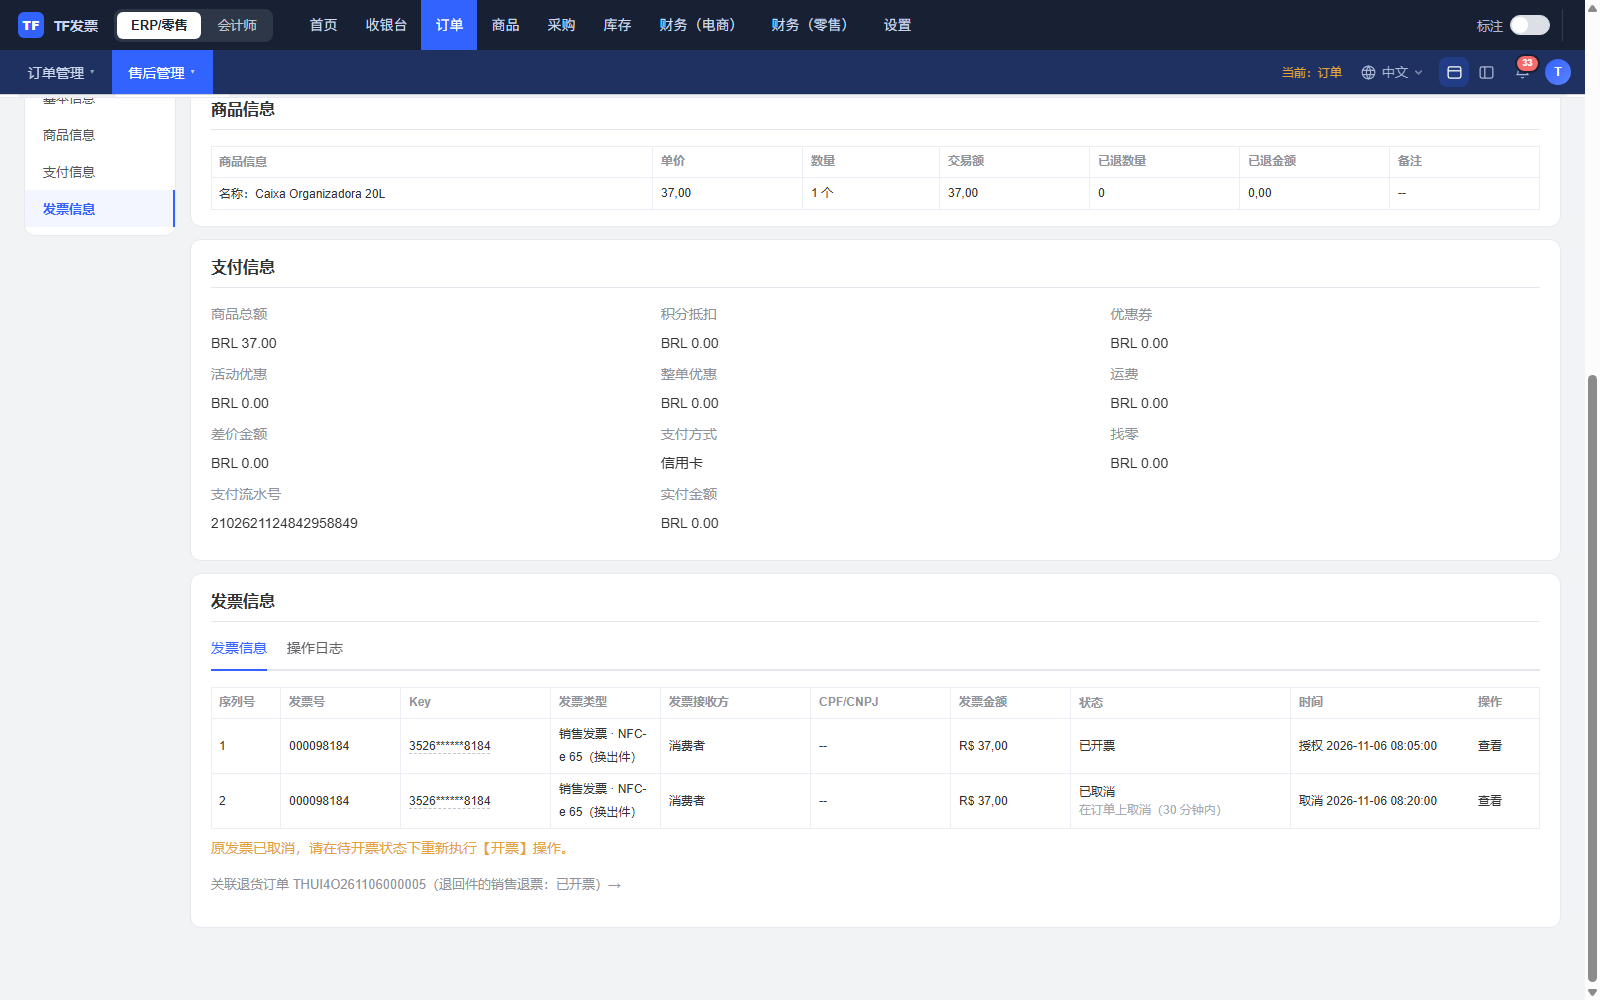 TF TF发票 ERP/零售 会计师 首页 收银台 订单 商品 采购 库存 财务（电商） 财务（零售） 设置 标注
订单管理 售后管理 当前：订单 中文 33 T
基本信息
商品信息
支付信息
发票信息
商品信息
商品信息 单价 数量 交易额 已退数量 已退金额 备注
名称：Caixa Organizadora 20L 37,00 1 个 37,00 0 0,00 --
支付信息
商品总额 积分抵扣 优惠券
BRL 37.00 BRL 0.00 BRL 0.00
活动优惠 整单优惠 运费
BRL 0.00 BRL 0.00 BRL 0.00
差价金额 支付方式 找零
BRL 0.00 信用卡 BRL 0.00
支付流水号 实付金额
2102621124842958849 BRL 0.00
发票信息
发票信息 操作日志
序列号 发票号 Key 发票类型 发票接收方 CPF/CNPJ 发票金额 状态 时间 操作
1 000098184 3526******8184 销售发票 · NFC-e 65（换出件） 消费者 -- R$ 37,00 已开票 授权 2026-11-06 08:05:00 查看
2 000098184 3526******8184 销售发票 · NFC-e 65（换出件） 消费者 -- R$ 37,00 已取消 在订单上取消（30 分钟内） 取消 2026-11-06 08:20:00 查看
原发票已取消，请在待开票状态下重新执行【开票】操作。
关联退货订单 THUI4O261106000005（退回件的销售退票：已开票）→